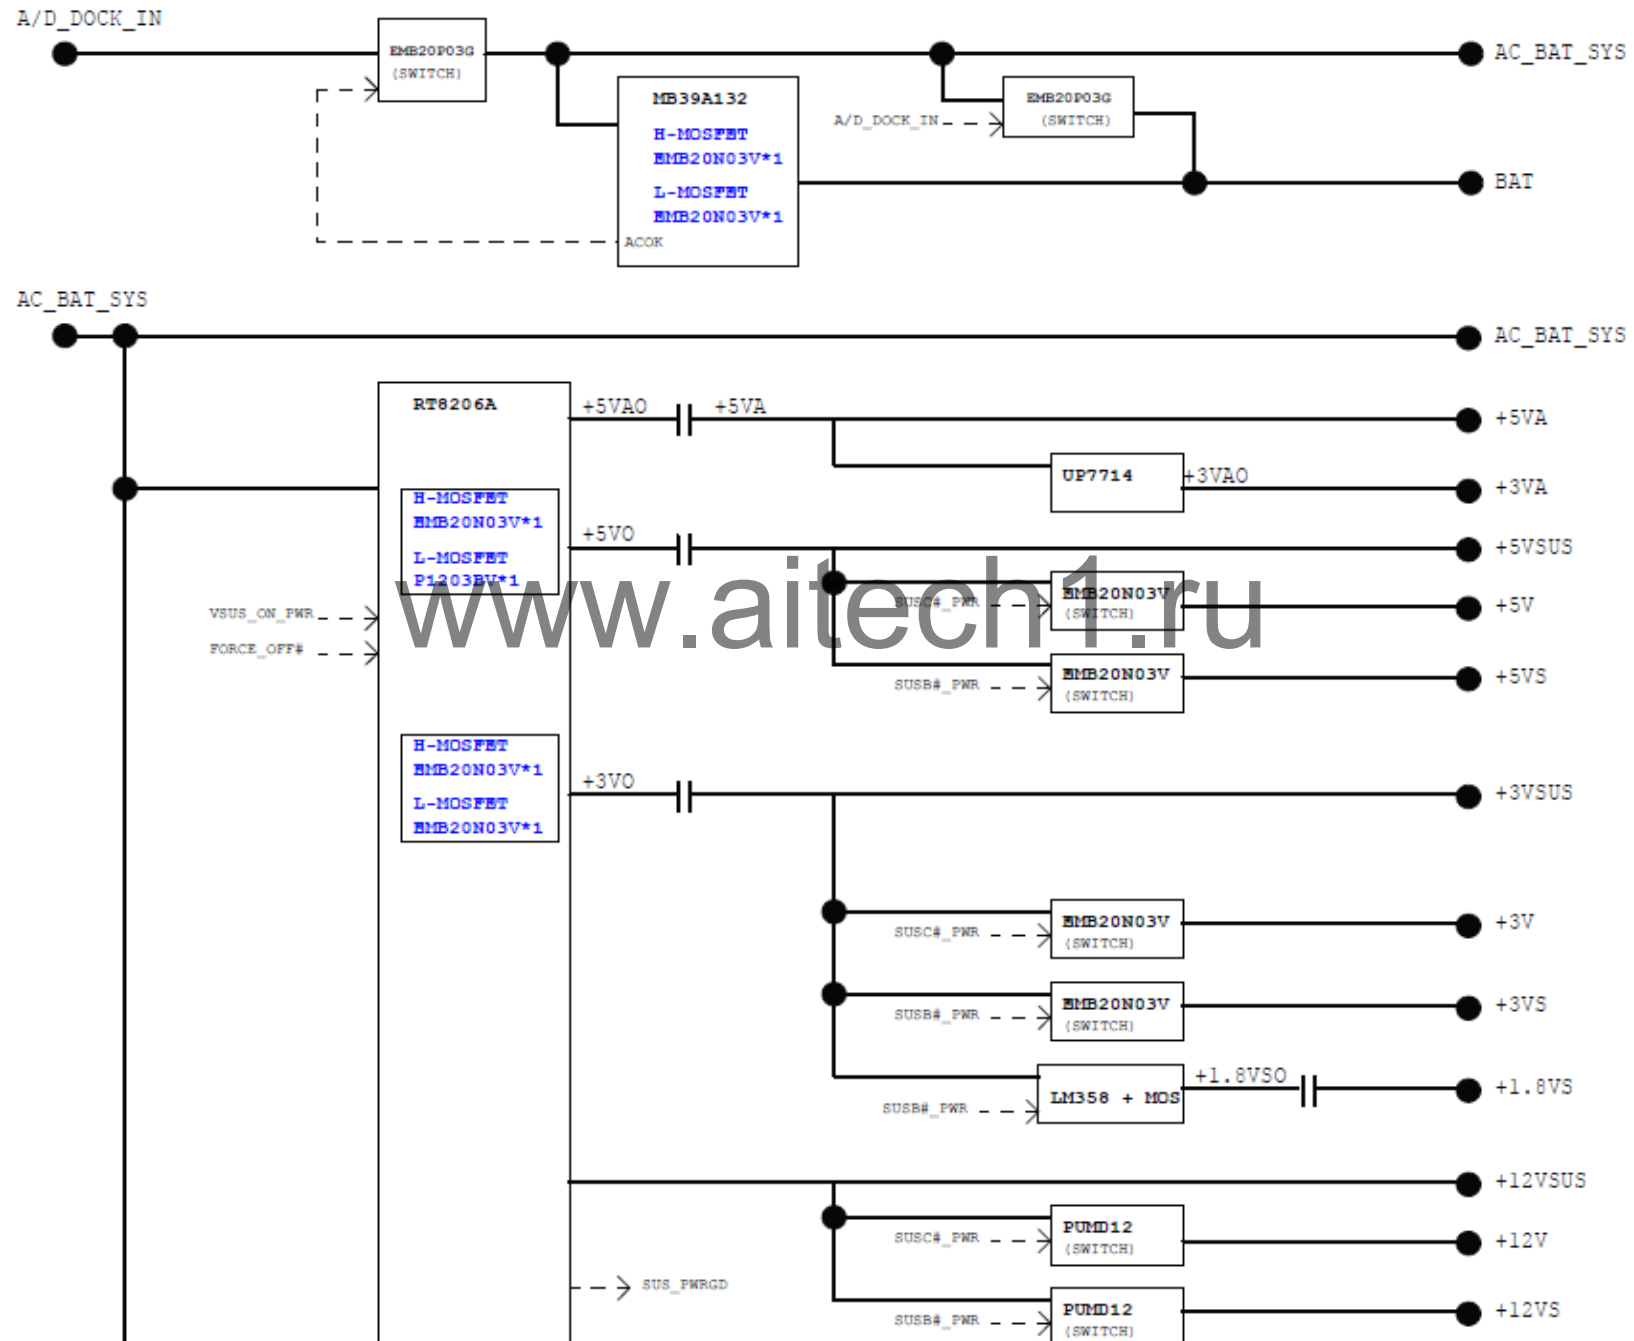 A/D_DOCK_IN
EMB20P03G
(SWITCH)
AC_BAT_SYS
MB39A132
H-MOSFET
EMB20N03V*1
L-MOSFET
EMB20N03V*1
ACOK
EMB20P03G
(SWITCH)
A/D_DOCK_IN
BAT
AC_BAT_SYS
AC_BAT_SYS
RT8206A
+5VAO
+5VA
+5VA
UP7714
+3VAO
+3VA
H-MOSFET
EMB20N03V*1
L-MOSFET
P1203BV*1
+5VO
+5VSUS
SUSC#_PWR
EMB20N03V
(SWITCH)
+5V
VSUS_ON_PWR
FORCE_OFF#
www.aitech1.ru
SUSB#_PWR
EMB20N03V
(SWITCH)
+5VS
H-MOSFET
EMB20N03V*1
L-MOSFET
EMB20N03V*1
+3VO
+3VSUS
SUSC#_PWR
EMB20N03V
(SWITCH)
+3V
SUSB#_PWR
EMB20N03V
(SWITCH)
+3VS
SUSB#_PWR
LM358 + MOS
+1.8VSO
+1.8VS
+12VSUS
SUSC#_PWR
PUMD12
(SWITCH)
+12V
SUS_PWRGD
SUSB#_PWR
PUMD12
(SWITCH)
+12VS